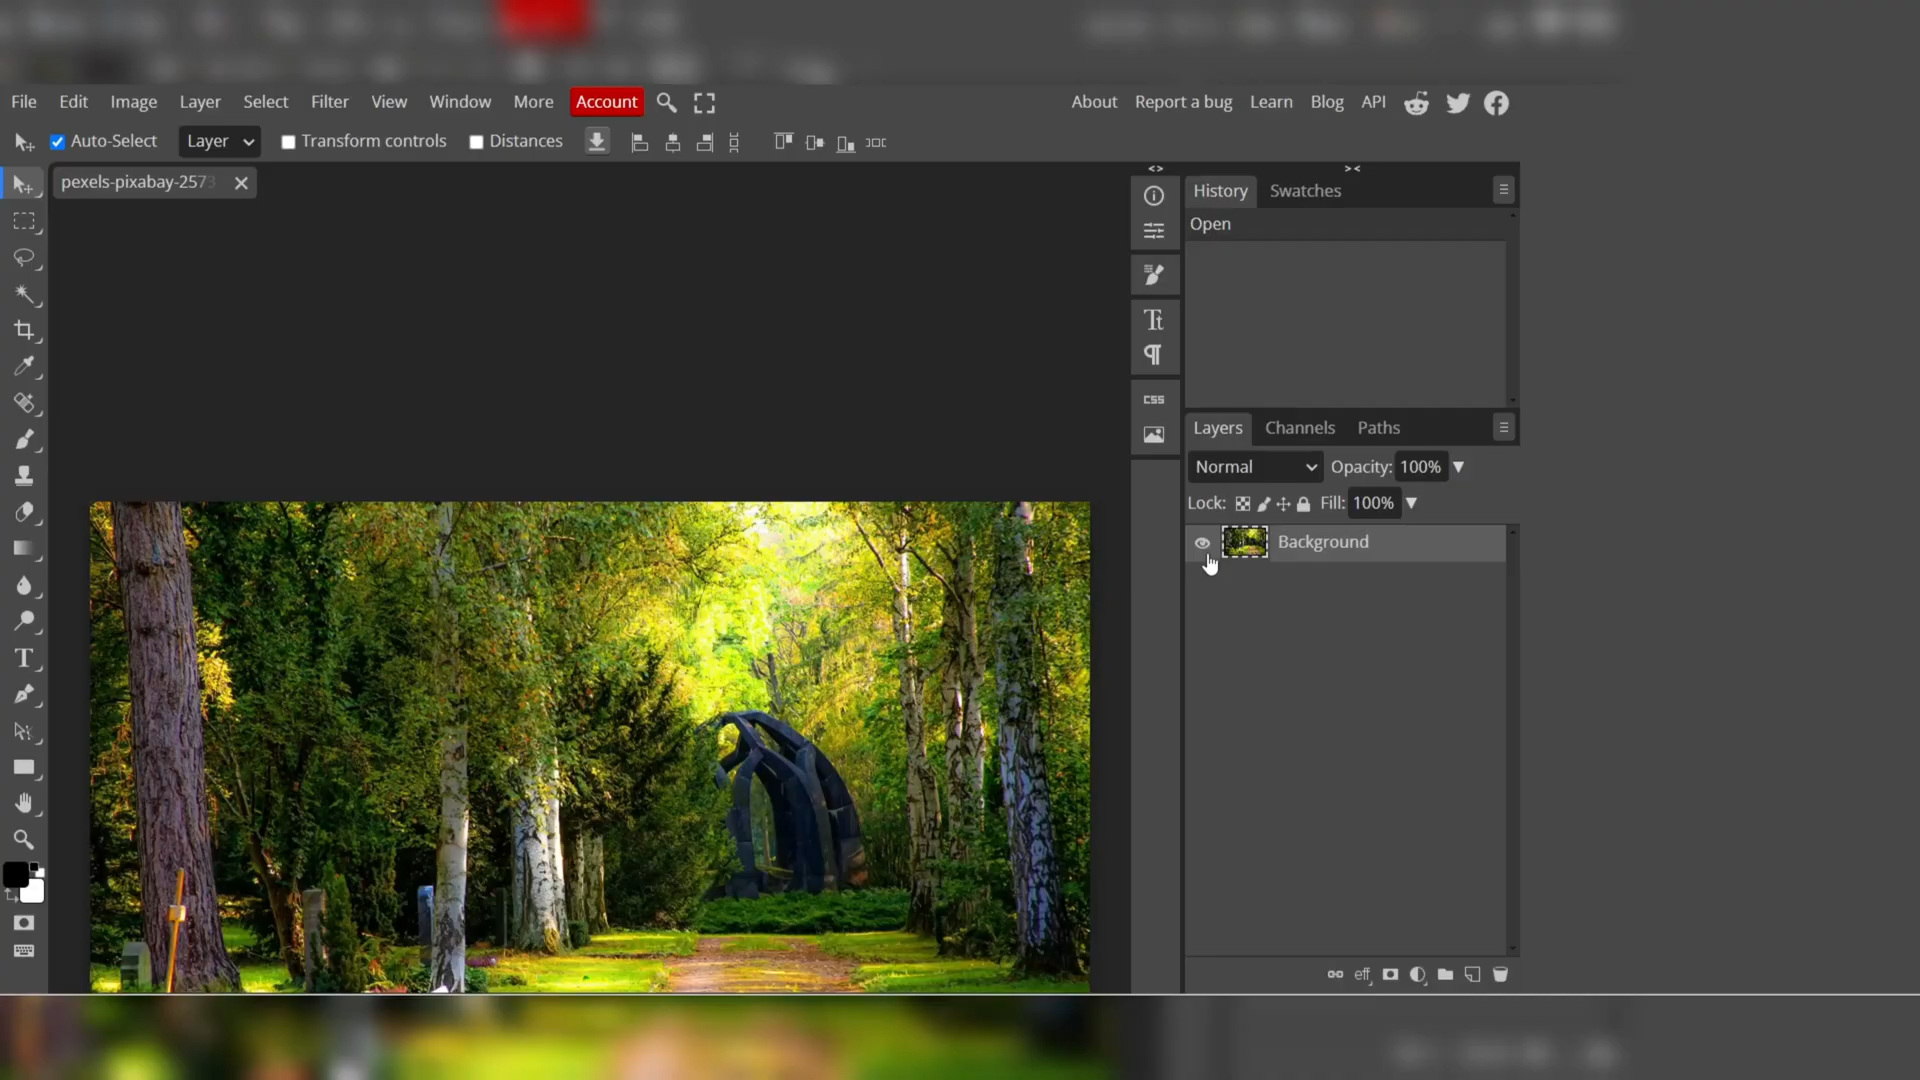 File Edit Image Layer Select Filter View Window More Account About Report a bug Learn Blog API
Auto-Select Layer Transform controls Distances
pexels-pixabay-2573
History Swatches
Open
Tt
CSS
Layers Channels Paths
Normal Opacity: 100%
Lock: Fill: 100%
Background
T
eff